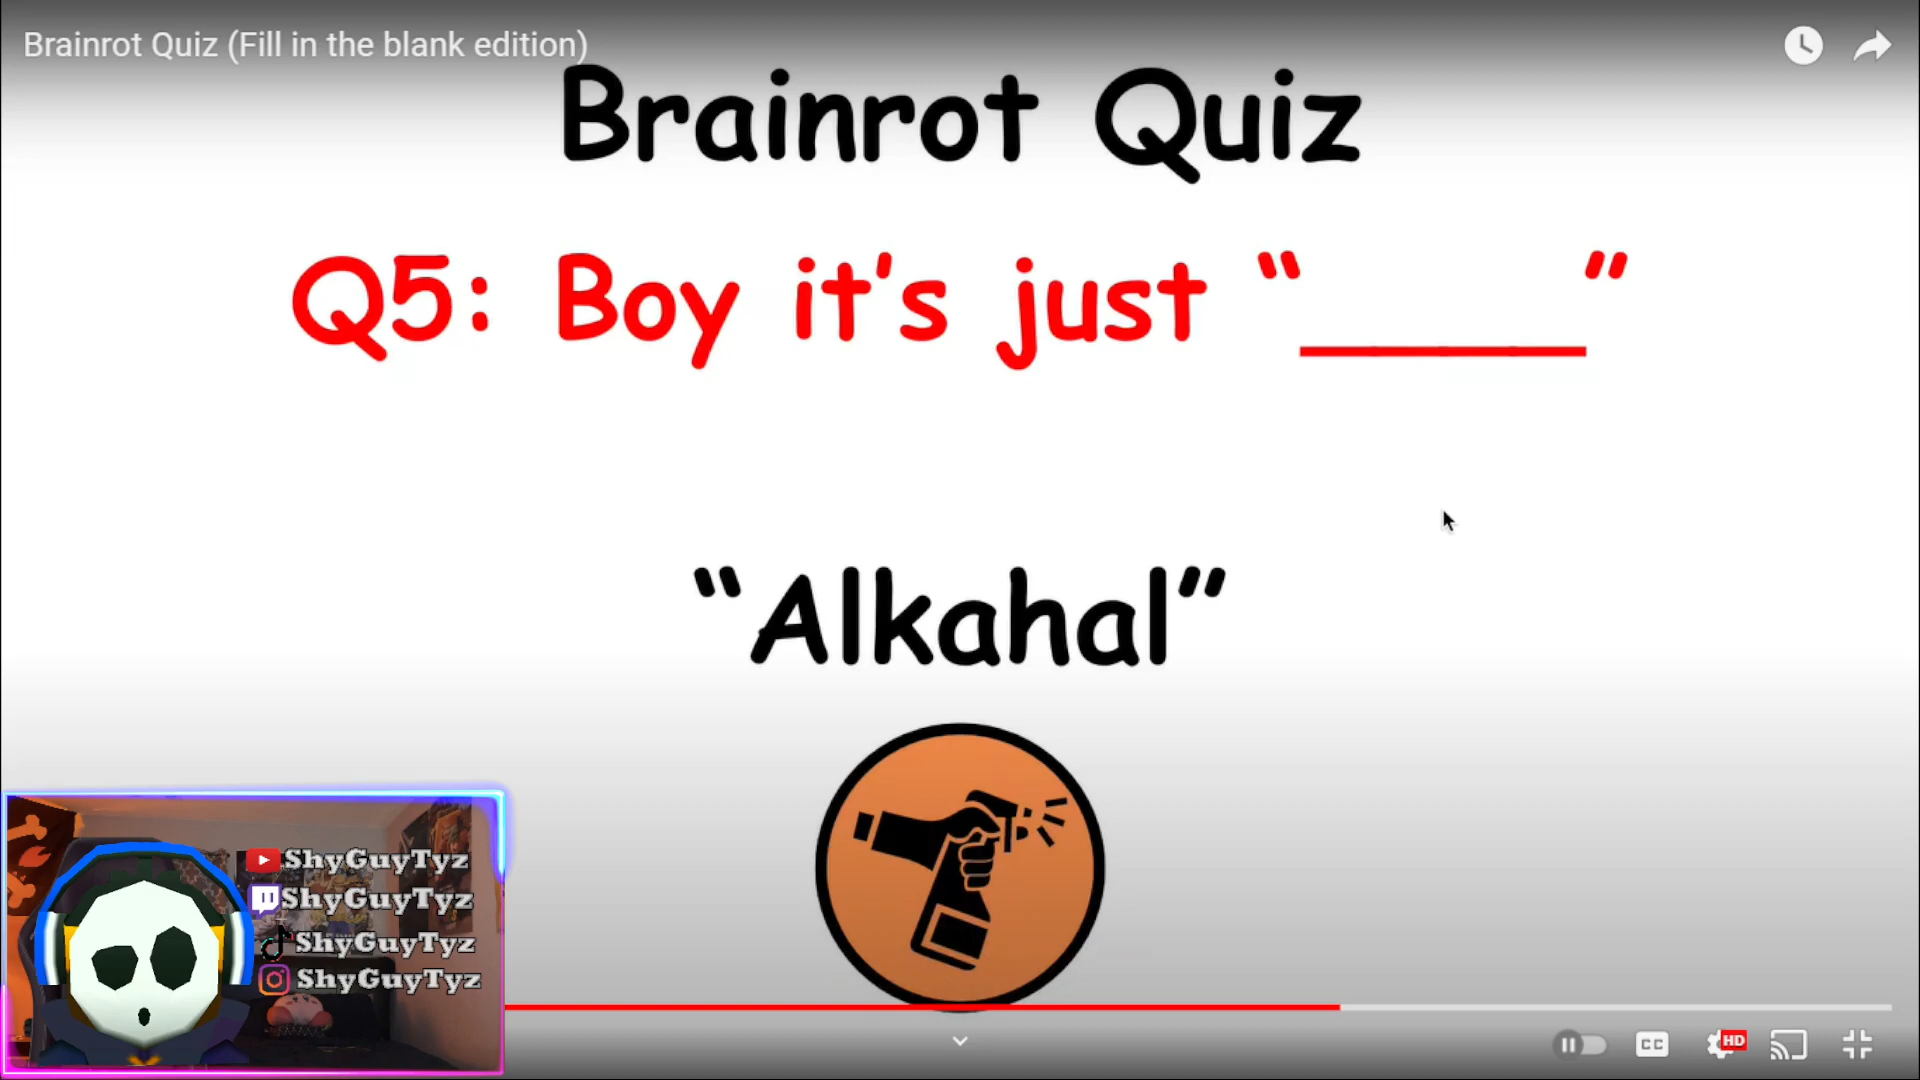 Brainrot Quiz (Fill in the blank edition)
Brainrot Quiz
Q5: Boy it's just “____”
“Alkahal”
ShyGuyTyz
ShyGuyTyz
ShyGuyTyz
ShyGuyTyz
CC
HD